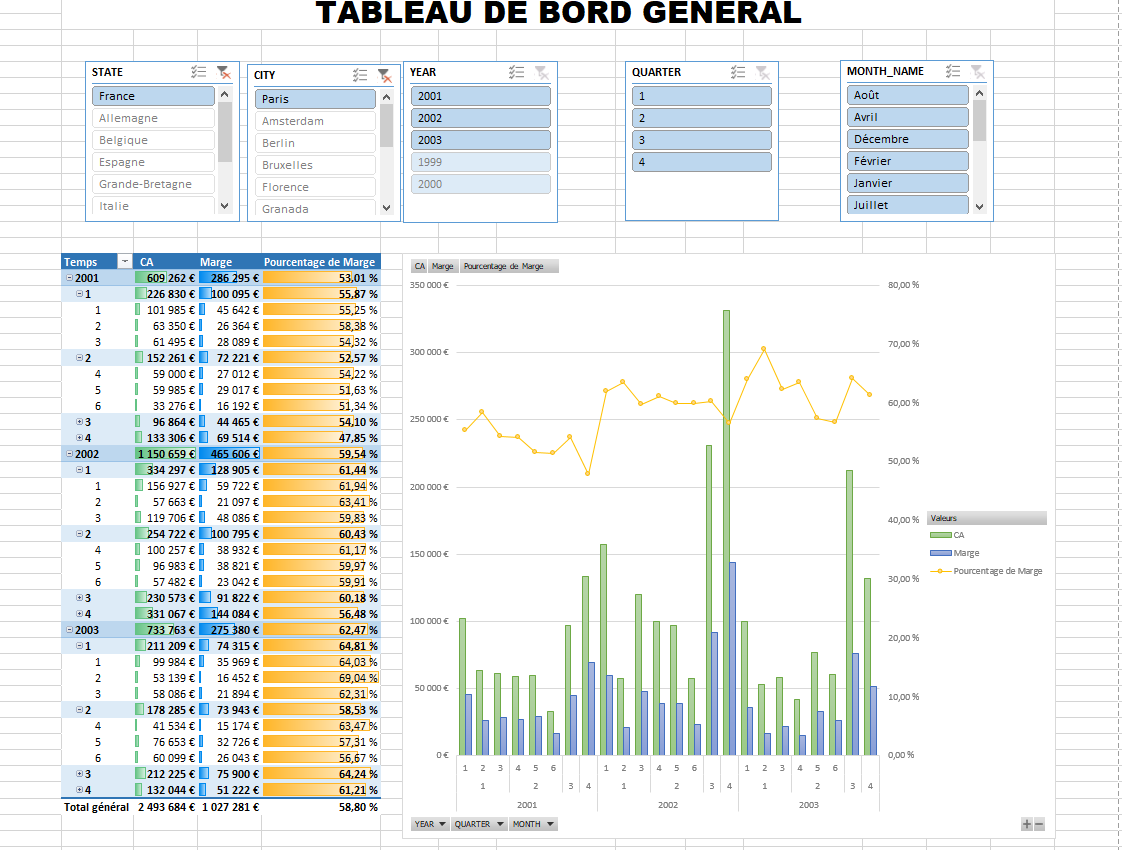 TABLEAU DE BORD GENERAL
STATE CITY YEAR QUARTER MONTH_NAME
France Paris 2001 1 Août
Allemagne Amsterdam 2002 2 Avril
Belgique Berlin 2003 3 Décembre
Espagne Bruxelles 1999 4 Février
Grande-Bretagne Florence 2000 Janvier
Italie Granada Juillet
Temps CA Marge Pourcentage de Marge
2001 609 262 € 286 295 € 53,01 %
1 226 830 € 100 095 € 55,87 %
1 101 985 € 45 642 € 55,25 %
2 63 350 € 26 364 € 58,38 %
3 61 495 € 28 089 € 54,32 %
2 152 261 € 72 221 € 52,57 %
4 59 000 € 27 012 € 54,22 %
5 59 985 € 29 017 € 51,63 %
6 33 276 € 16 192 € 51,34 %
3 96 864 € 44 465 € 54,10 %
4 133 306 € 69 514 € 47,85 %
2002 1 150 659 € 465 606 € 59,54 %
1 334 297 € 128 905 € 61,44 %
1 156 927 € 59 722 € 61,94 %
2 57 663 € 21 097 € 63,41 %
3 119 706 € 48 086 € 59,83 %
2 254 722 € 100 795 € 60,43 %
4 100 257 € 38 932 € 61,17 %
5 96 983 € 38 821 € 59,97 %
6 57 482 € 23 042 € 59,91 %
3 230 573 € 91 822 € 60,18 %
4 331 067 € 144 084 € 56,48 %
2003 733 763 € 275 380 € 62,47 %
1 211 209 € 74 315 € 64,81 %
1 99 984 € 35 969 € 64,03 %
2 53 139 € 16 452 € 69,04 %
3 58 086 € 21 894 € 62,31 %
2 178 285 € 73 943 € 58,53 %
4 41 534 € 15 174 € 63,47 %
5 76 653 € 32 726 € 57,31 %
6 60 099 € 26 043 € 56,67 %
3 212 225 € 75 900 € 64,24 %
4 132 044 € 51 222 € 61,21 %
Total général 2 493 684 € 1 027 281 € 58,80 %
CA Marge Pourcentage de Marge
350 000 €
300 000 €
250 000 €
200 000 €
150 000 €
100 000 €
50 000 €
0 €
80,00 %
70,00 %
60,00 %
50,00 %
40,00 %
30,00 %
20,00 %
10,00 %
0,00 %
Valeurs
CA
Marge
Pourcentage de Marge
1 2 3 4 5 6 1 2 3 4 5 6 1 2 3 4 5 6
1 2 3 4 1 2 3 4 1 2 3 4
2001 2002 2003
YEAR QUARTER MONTH